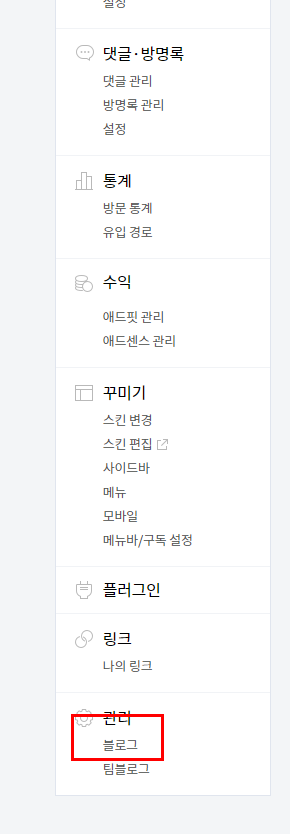 설정
댓글·방명록
댓글 관리
방명록 관리
설정
통계
방문 통계
유입 경로
수익
애드핏 관리
애드센스 관리
꾸미기
스킨 변경
스킨 편집
사이드바
메뉴
모바일
메뉴바/구독 설정
플러그인
링크
나의 링크
관리
블로그
팀블로그